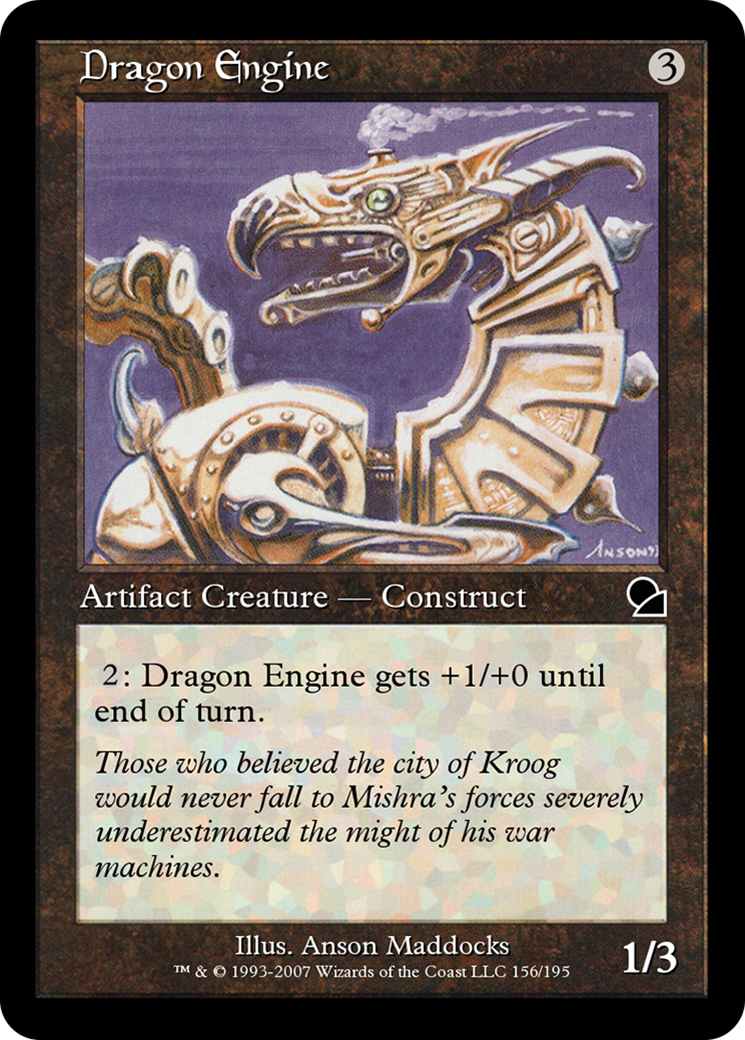 Dragon Engine
3
ANSON93
Artifact Creature — Construct
2: Dragon Engine gets +1/+0 until
end of turn.
Those who believed the city of Kroog
would never fall to Mishra's forces severely
underestimated the might of his war
machines.
Illus. Anson Maddocks
™ & © 1993-2007 Wizards of the Coast LLC 156/195
1/3